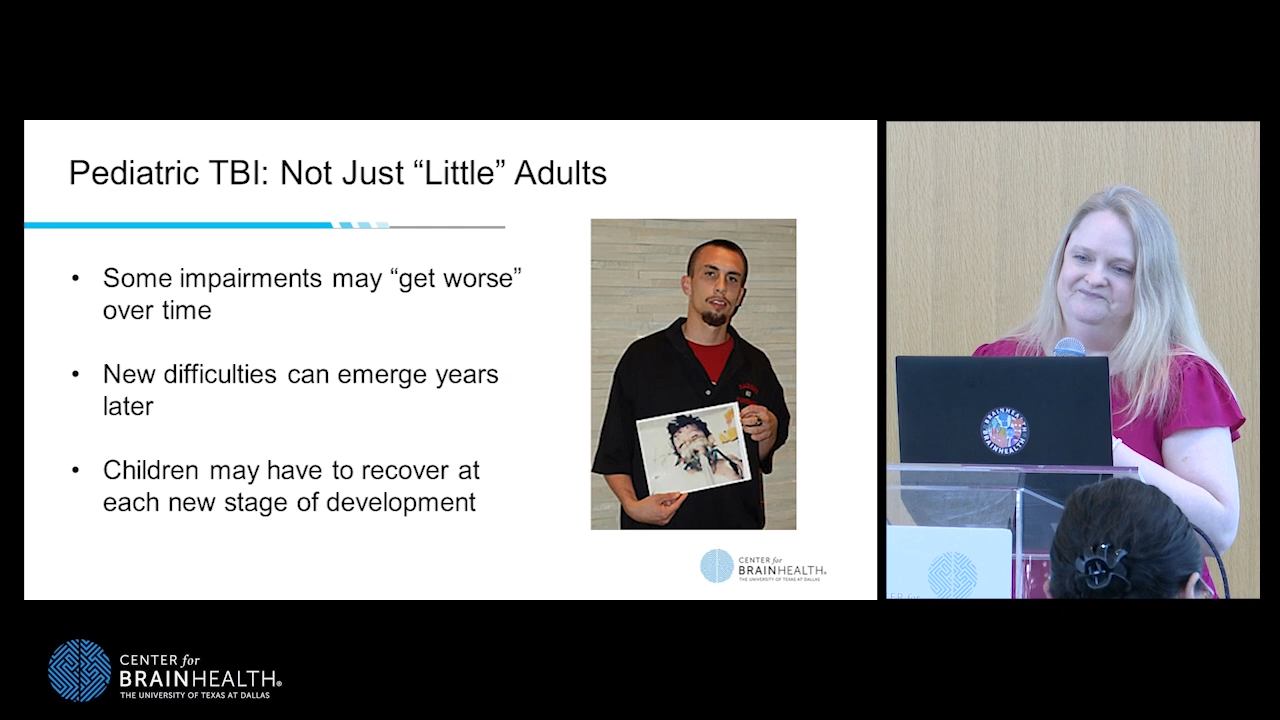 Pediatric TBI: Not Just “Little” Adults
• Some impairments may “get worse”
over time
• New difficulties can emerge years
later
• Children may have to recover at
each new stage of development
CENTER for
BRAINHEALTH®
THE UNIVERSITY OF TEXAS AT DALLAS
BRAINHEALTH
BRAINHEALTH
CENTER for
BRAINHEALTH®
THE UNIVERSITY OF TEXAS AT DALLAS